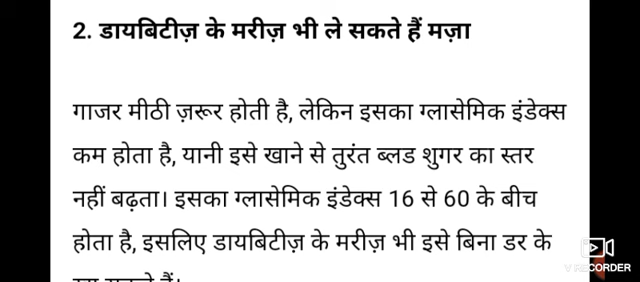 2. डायबिटीज़ के मरीज़ भी ले सकते हैं मज़ा
गाजर मीठी ज़रूर होती है, लेकिन इसका ग्लासेमिक इंडेक्स
कम होता है, यानी इसे खाने से तुरंत ब्लड शुगर का स्तर
नहीं बढ़ता। इसका ग्लासेमिक इंडेक्स 16 से 60 के बीच
होता है, इसलिए डायबिटीज़ के मरीज़ भी इसे बिना डर के
V RECORDER